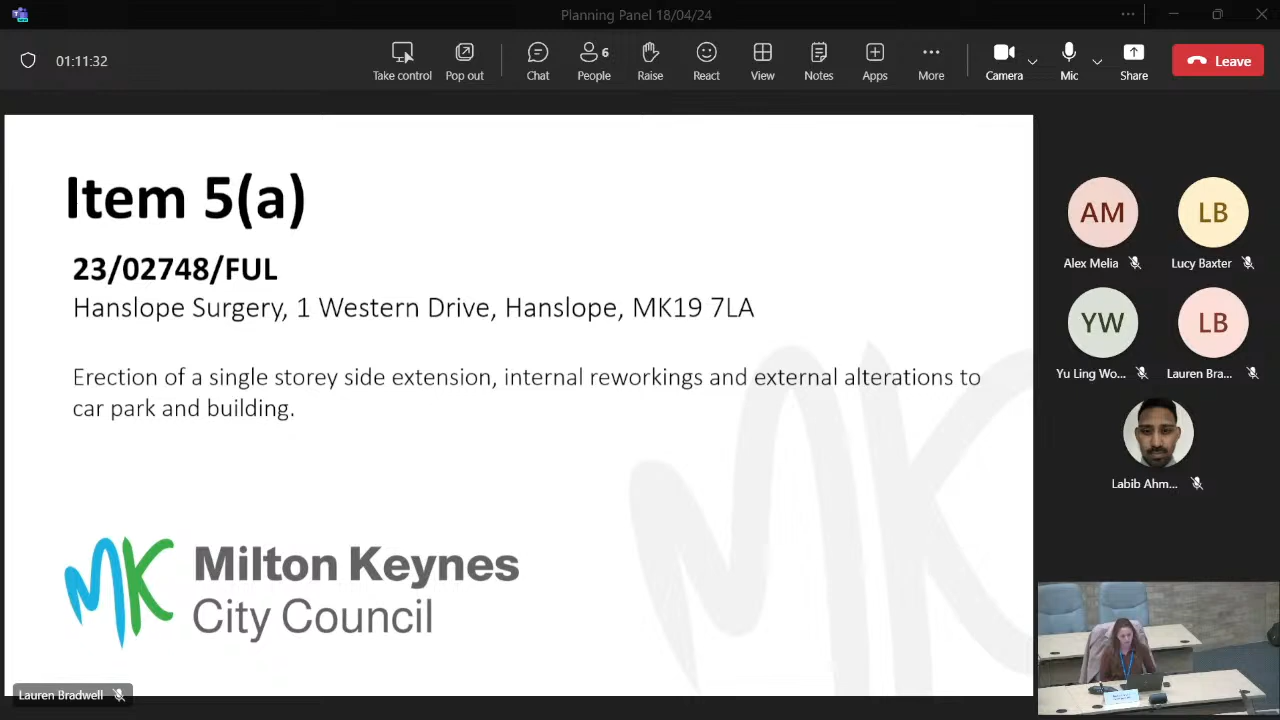 Planning Panel 18/04/24
01:11:32
Take control
Pop out
Chat
6
People
Raise
React
View
Notes
Apps
More
Camera
Mic
Share
Leave
Item 5(a)
23/02748/FUL
Hanslope Surgery, 1 Western Drive, Hanslope, MK19 7LA
Erection of a single storey side extension, internal reworkings and external alterations to
car park and building.
MK
Milton Keynes
City Council
Lauren Bradwell
AM
Alex Melia
LB
Lucy Baxter
YW
Yu Ling Wo...
LB
Lauren Bra...
Labib Ahm...